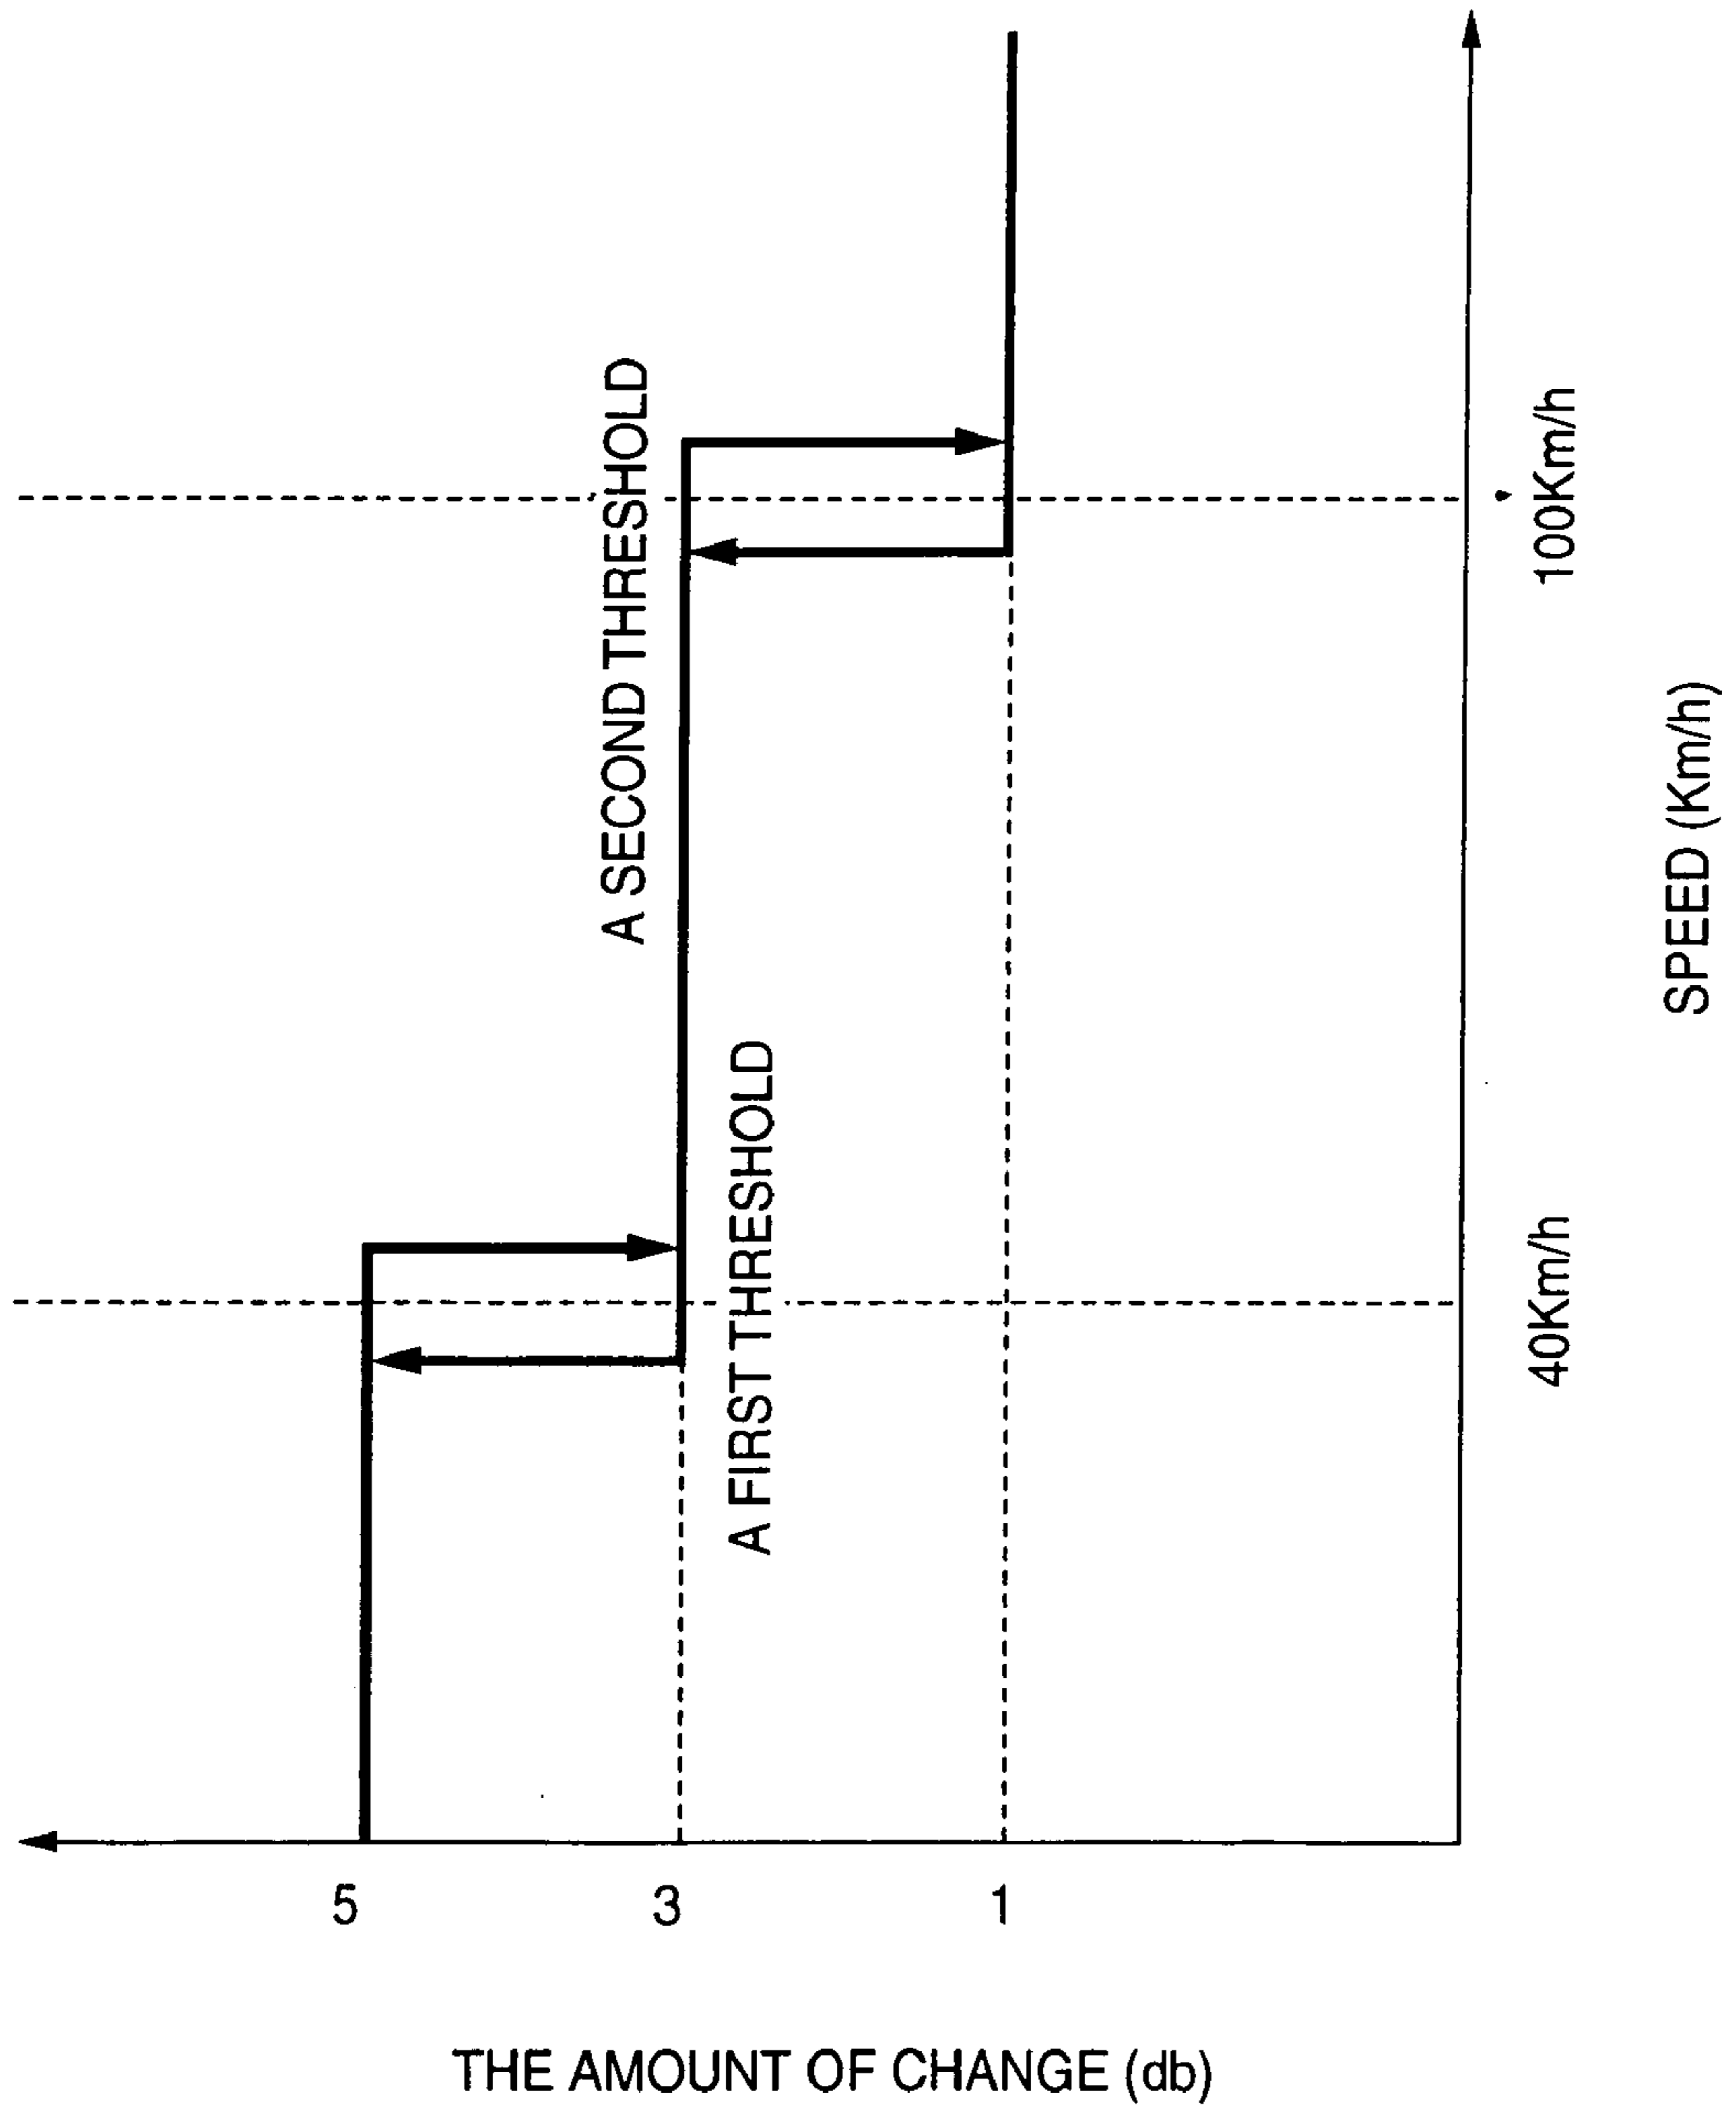 THE AMOUNT OF CHANGE (db)
5
3
1
A FIRST THRESHOLD
A SECOND THRESHOLD
40Km/h
100Km/h
SPEED (Km/h)